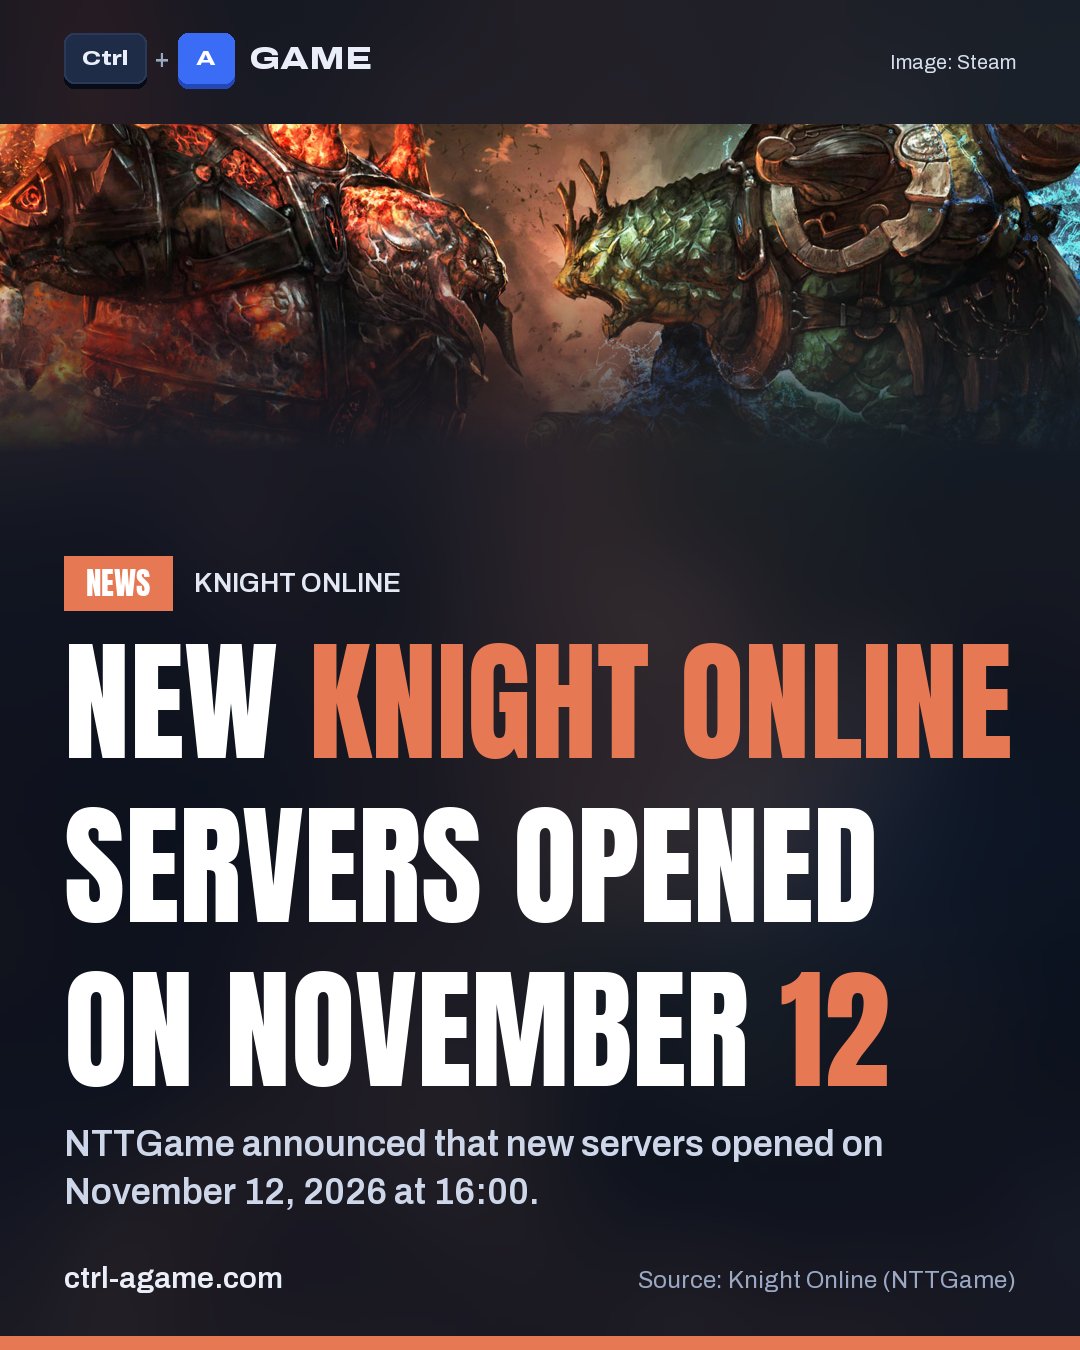 Ctrl + A GAME
Image: Steam
NEWS KNIGHT ONLINE
NEW KNIGHT ONLINE
SERVERS OPENED
ON NOVEMBER 12
NTTGame announced that new servers opened on
November 12, 2026 at 16:00.
ctrl-agame.com
Source: Knight Online (NTTGame)